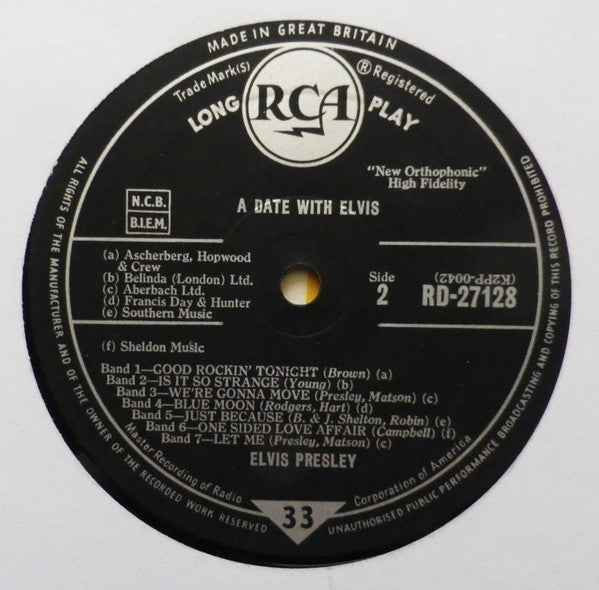 MADE IN GREAT BRITAIN
Trade Mark(S) ® Registered
LONG RCA PLAY
"New Orthophonic"
High Fidelity
N.C.B.
B.I.E.M.
A DATE WITH ELVIS
(a) Ascherberg, Hopwood
& Crew
(b) Belinda (London) Ltd.
(c) Aberbach Ltd.
(d) Francis Day & Hunter
(e) Southern Music
(f) Sheldon Music
Side
2
(K2PP-0042)
RD-27128
Band 1—GOOD ROCKIN' TONIGHT (Brown) (a)
Band 2—IS IT SO STRANGE (Young) (b)
Band 3—WE'RE GONNA MOVE (Presley, Matson) (c)
Band 4—BLUE MOON (Rodgers, Hart) (d)
Band 5—JUST BECAUSE (B. & J. Shelton, Robin) (e)
Band 6—ONE SIDED LOVE AFFAIR (Campbell) (f)
Band 7—LET ME (Presley, Matson) (c)
ELVIS PRESLEY
Master Recording of Radio Corporation of America
33
ALL RIGHTS OF THE MANUFACTURER AND OF THE OWNER OF THE RECORDED WORK RESERVED
UNAUTHORISED PUBLIC PERFORMANCE BROADCASTING AND COPYING OF THIS RECORD PROHIBITED